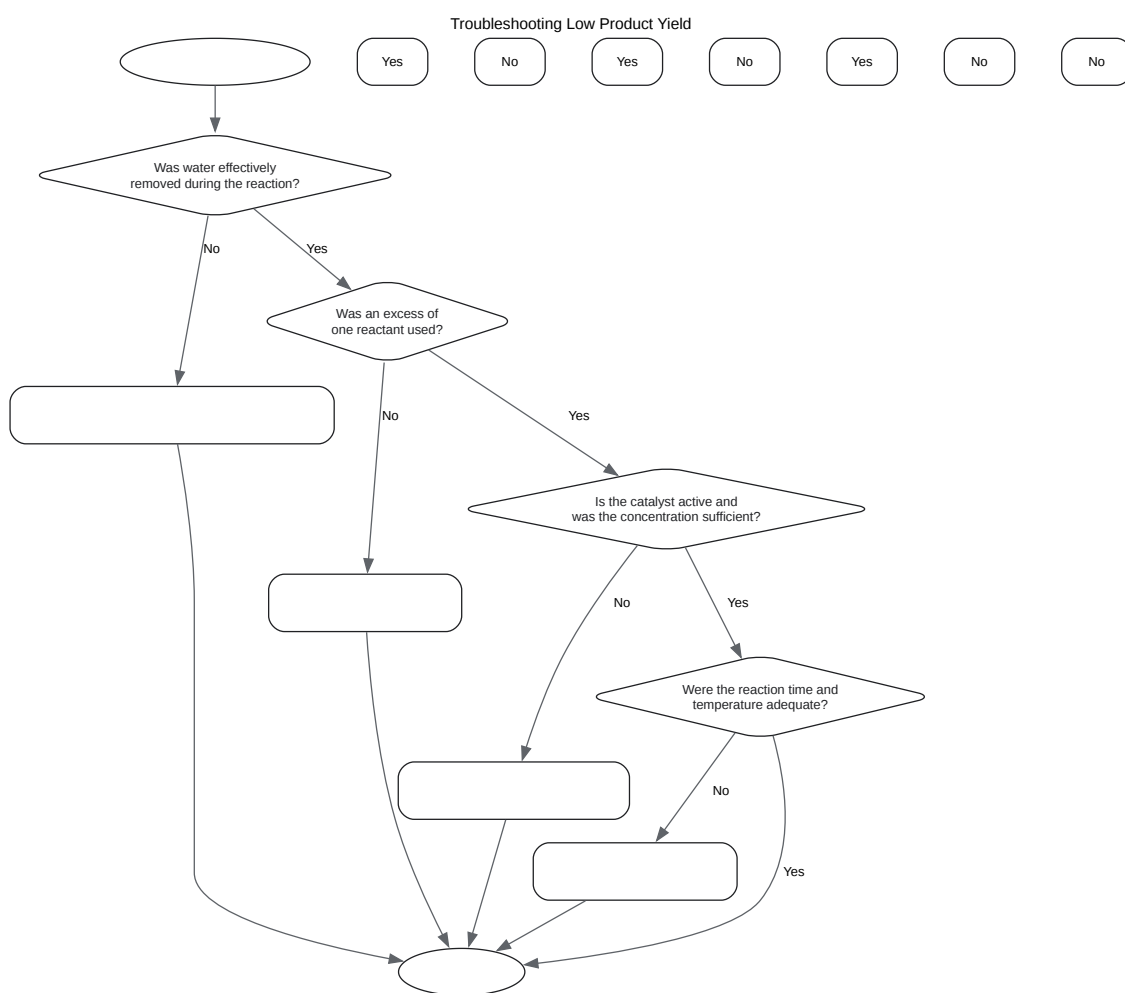 Troubleshooting Low Product Yield
Yes
No
Yes
No
Yes
No
No
Was water effectively
removed during the reaction?
No
Yes
Was an excess of
one reactant used?
No
Yes
Is the catalyst active and
was the concentration sufficient?
No
Yes
Were the reaction time and
temperature adequate?
No
Yes